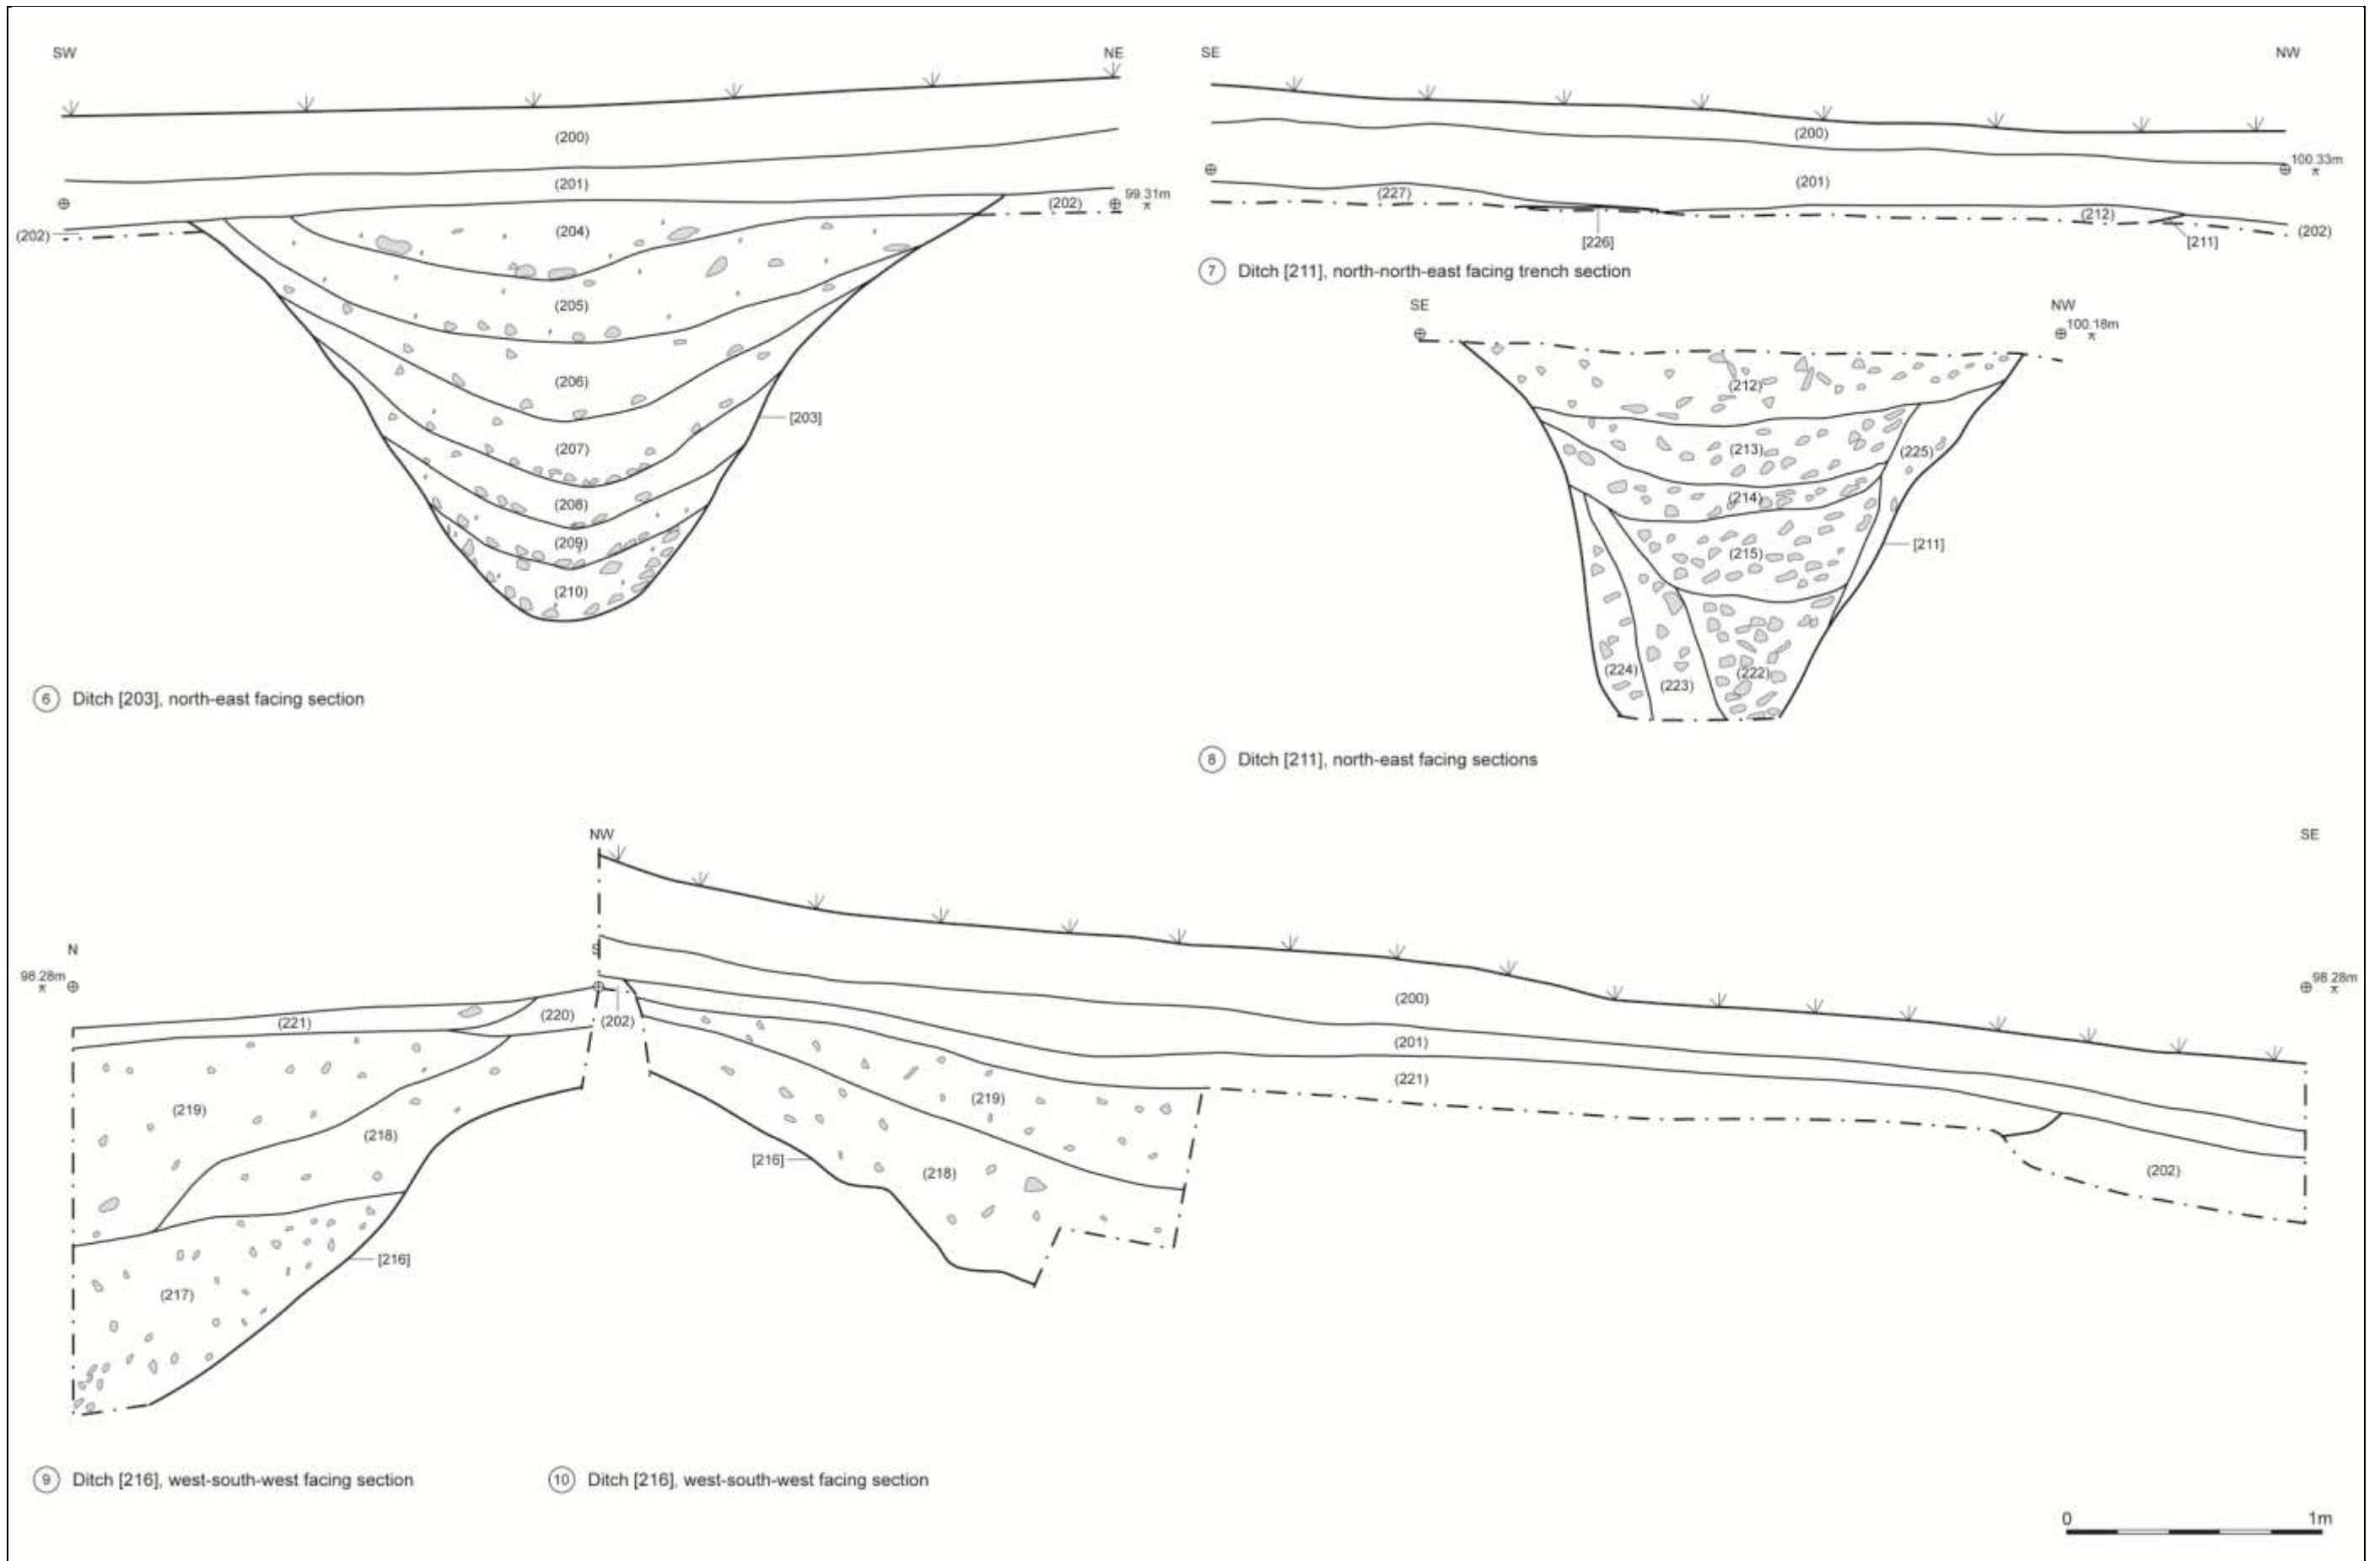 SW
NE
(200)
(201)
(202)
99.31m
(202)
(204)
(205)
(206)
[203]
(207)
(208)
(209)
(210)
6 Ditch [203], north-east facing section
SE
NW
(200)
100.33m
(201)
(227)
(212)
(202)
[226]
[211]
7 Ditch [211], north-north-east facing trench section
SE
NW
100.18m
(212)
(213)
(225)
(214)
[211]
(215)
(224)
(222)
(223)
8 Ditch [211], north-east facing sections
NW
SE
N
S
98.28m
98.28m
(200)
(221)
(220)
(202)
(201)
(221)
(219)
(219)
(218)
[216]
(218)
(202)
[216]
(217)
9 Ditch [216], west-south-west facing section
10 Ditch [216], west-south-west facing section
0 1m